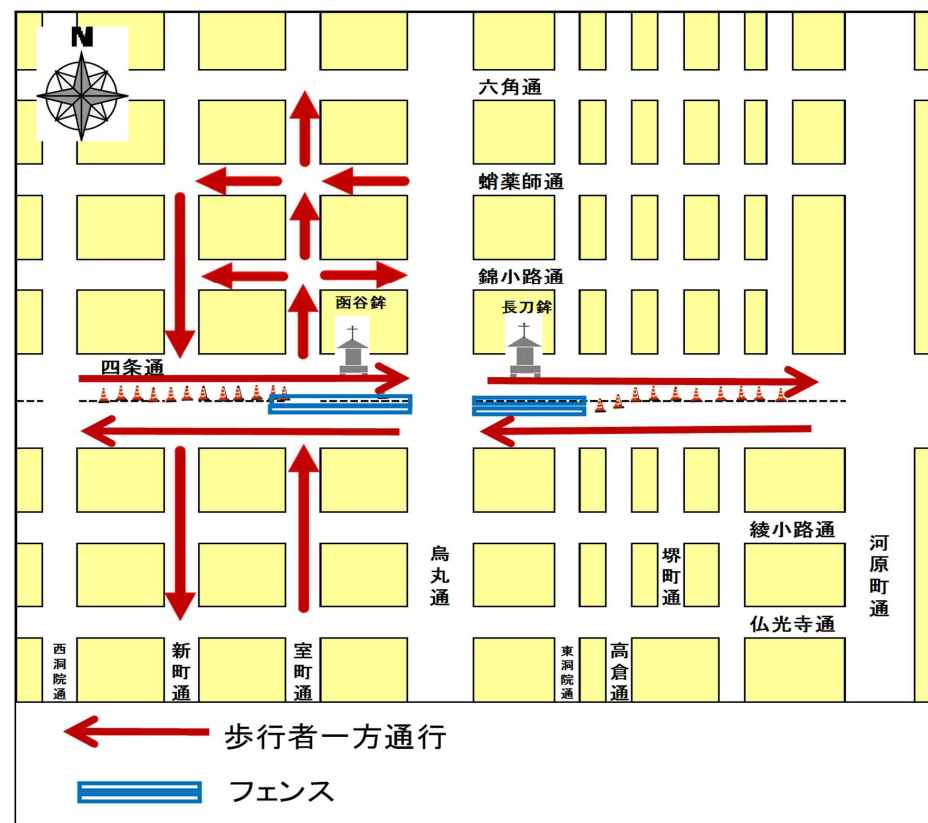 N
六角通
蛸薬師通
錦小路通
函谷鉾
長刀鉾
四条通
綾小路通
烏丸通
堺町通
河原町通
仏光寺通
西洞院通
新町通
室町通
東洞院通
高倉通
歩行者一方通行
フェンス